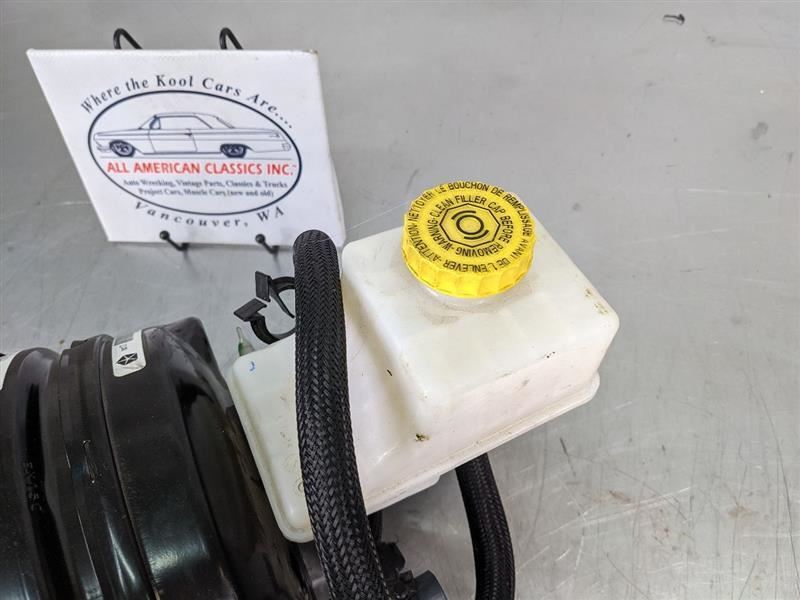 Where the Kool Cars Are....
ALL AMERICAN CLASSICS INC.™
Auto Wrecking, Vintage Parts, Classics & Trucks
Project Cars, Muscle Cars, (new and old)
Vancouver, WA
WARNING-CLEAN FILLER CAP BEFORE REMOVING-
ATTENTION-NETTOYER LE BOUCHON DE REMPLISSAGE AVANT DE L'ENLEVER-